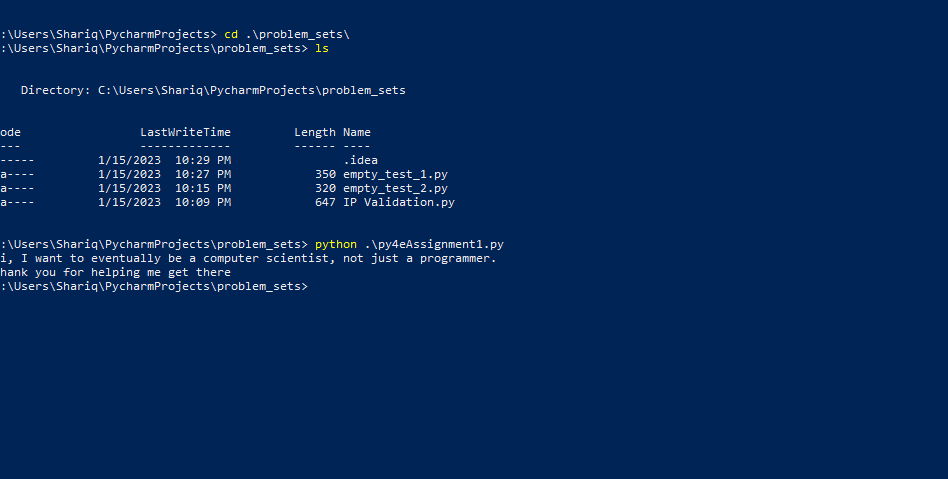 :\Users\Shariq\PycharmProjects> cd .\problem_sets\
:\Users\Shariq\PycharmProjects\problem_sets> ls
Directory: C:\Users\Shariq\PycharmProjects\problem_sets
ode LastWriteTime Length Name
--- ------------- ------ ----
----- 1/15/2023 10:29 PM .idea
a---- 1/15/2023 10:27 PM 350 empty_test_1.py
a---- 1/15/2023 10:15 PM 320 empty_test_2.py
a---- 1/15/2023 10:09 PM 647 IP Validation.py
:\Users\Shariq\PycharmProjects\problem_sets> python .\py4eAssignment1.py
i, I want to eventually be a computer scientist, not just a programmer.
hank you for helping me get there
:\Users\Shariq\PycharmProjects\problem_sets>